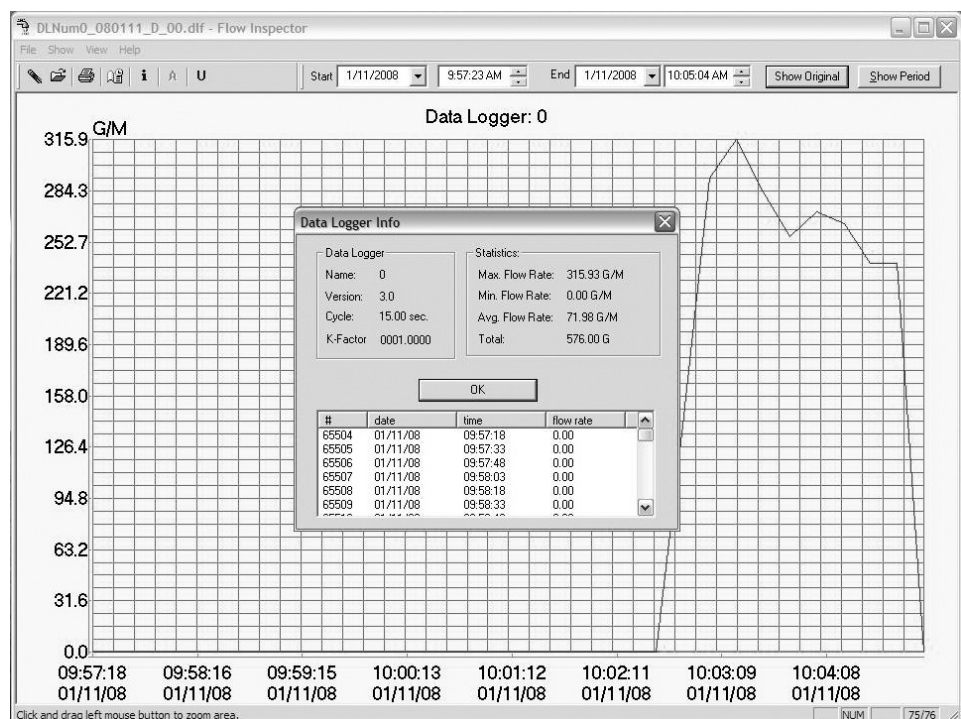 DLNum0_080111_D_00.dlf - Flow Inspector
File Show View Help
i A U Start 1/11/2008 9:57:23 AM End 1/11/2008 10:05:04 AM Show Original Show Period
Data Logger: 0
G/M
315.9
284.3
252.7
221.2
189.6
158.0
126.4
94.8
63.2
31.6
0.0
Data Logger Info
Data Logger
Name: 0
Version: 3.0
Cycle: 15.00 sec.
K-Factor 0001.0000
Statistics:
Max. Flow Rate: 315.93 G/M
Min. Flow Rate: 0.00 G/M
Avg. Flow Rate: 71.98 G/M
Total: 576.00 G
OK
# date time flow rate
65504 01/11/08 09:57:18 0.00
65505 01/11/08 09:57:33 0.00
65506 01/11/08 09:57:48 0.00
65507 01/11/08 09:58:03 0.00
65508 01/11/08 09:58:18 0.00
65509 01/11/08 09:58:33 0.00
09:57:18 09:58:16 09:59:15 10:00:13 10:01:12 10:02:11 10:03:09 10:04:08
01/11/08 01/11/08 01/11/08 01/11/08 01/11/08 01/11/08 01/11/08 01/11/08
Click and drag left mouse button to zoom area. NUM 75/76